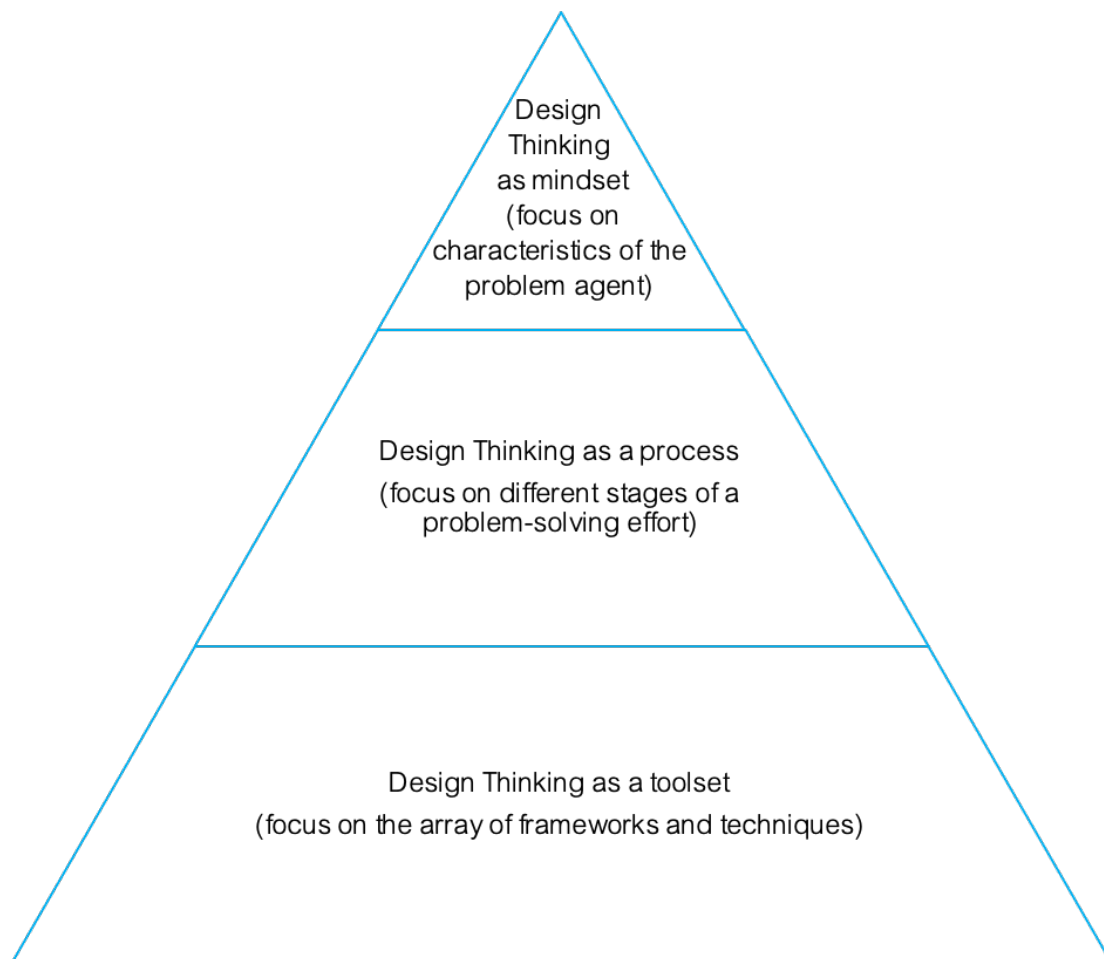 Design
Thinking
as mindset
(focus on
characteristics of the
problem agent)
Design Thinking as a process
(focus on different stages of a
problem-solving effort)
Design Thinking as a toolset
(focus on the array of frameworks and techniques)